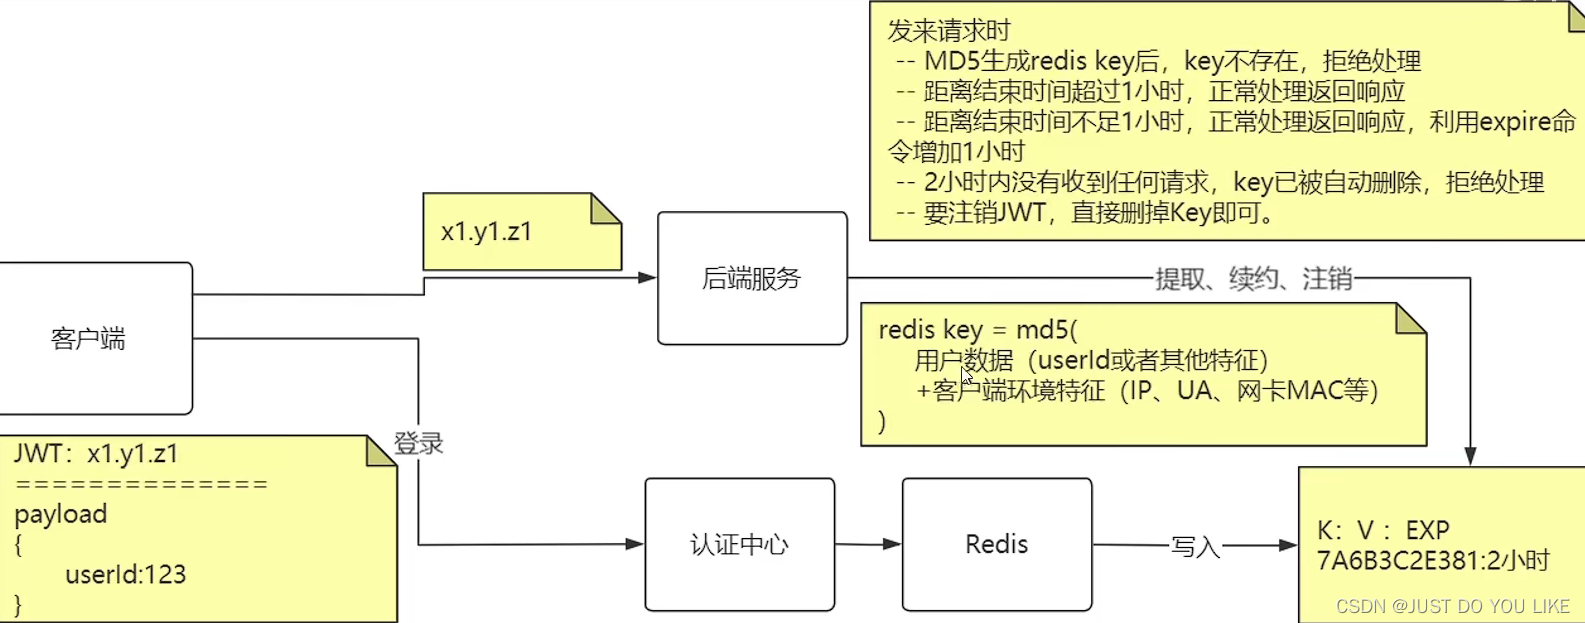 发来请求时
-- MD5生成redis key后，key不存在，拒绝处理
-- 距离结束时间超过1小时，正常处理返回响应
-- 距离结束时间不足1小时，正常处理返回响应，利用expire命
令增加1小时
-- 2小时内没有收到任何请求，key已被自动删除，拒绝处理
-- 要注销JWT，直接删掉Key即可。
x1.y1.z1
后端服务
提取、续约、注销
客户端
redis key = md5(
用户数据（userId或者其他特征）
+客户端环境特征（IP、UA、网卡MAC等）
)
登录
JWT：x1.y1.z1
==============
payload
{
userId:123
}
认证中心
Redis
写入
K：V ：EXP
7A6B3C2E381:2小时
CSDN @JUST DO YOU LIKE